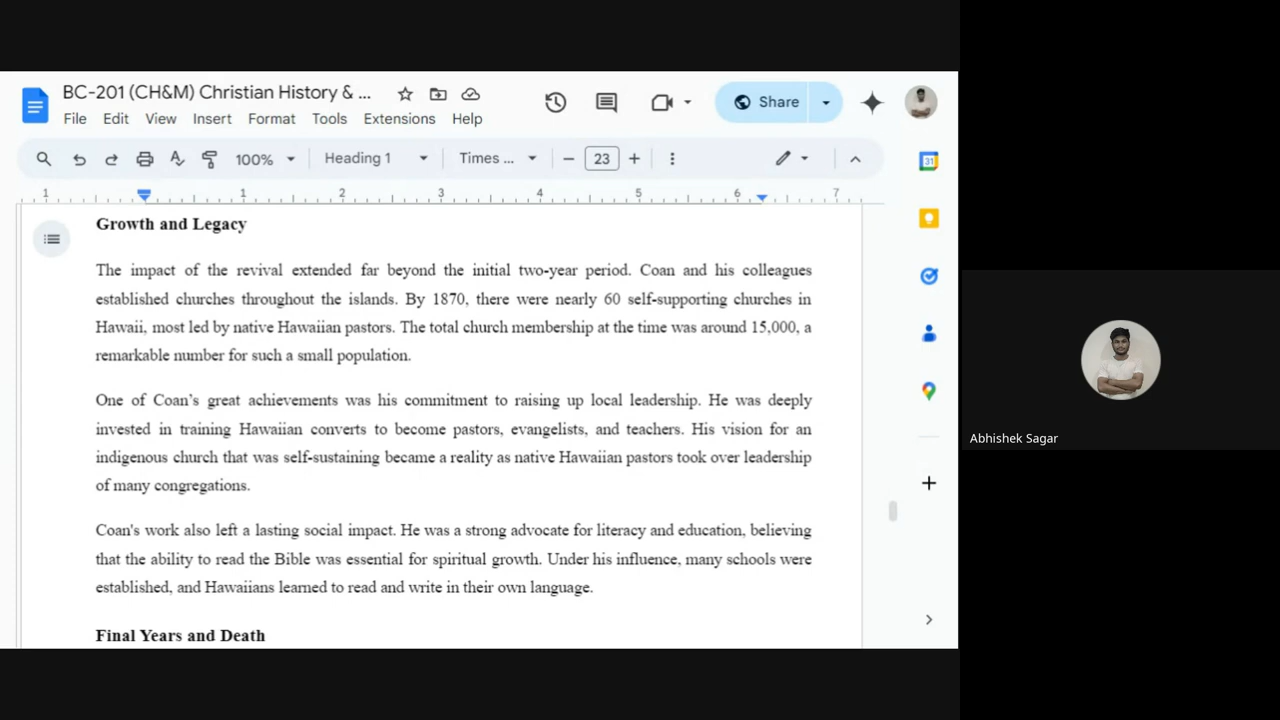 BC-201 (CH&M) Christian History & ...
File Edit View Insert Format Tools Extensions Help
Share
100% Heading 1 Times ... 23
1 1 2 3 4 5 6 7
Growth and Legacy
The impact of the revival extended far beyond the initial two-year period. Coan and his colleagues
established churches throughout the islands. By 1870, there were nearly 60 self-supporting churches in
Hawaii, most led by native Hawaiian pastors. The total church membership at the time was around 15,000, a
remarkable number for such a small population.
One of Coan’s great achievements was his commitment to raising up local leadership. He was deeply
invested in training Hawaiian converts to become pastors, evangelists, and teachers. His vision for an
indigenous church that was self-sustaining became a reality as native Hawaiian pastors took over leadership
of many congregations.
Coan's work also left a lasting social impact. He was a strong advocate for literacy and education, believing
that the ability to read the Bible was essential for spiritual growth. Under his influence, many schools were
established, and Hawaiians learned to read and write in their own language.
Final Years and Death
31
Abhishek Sagar